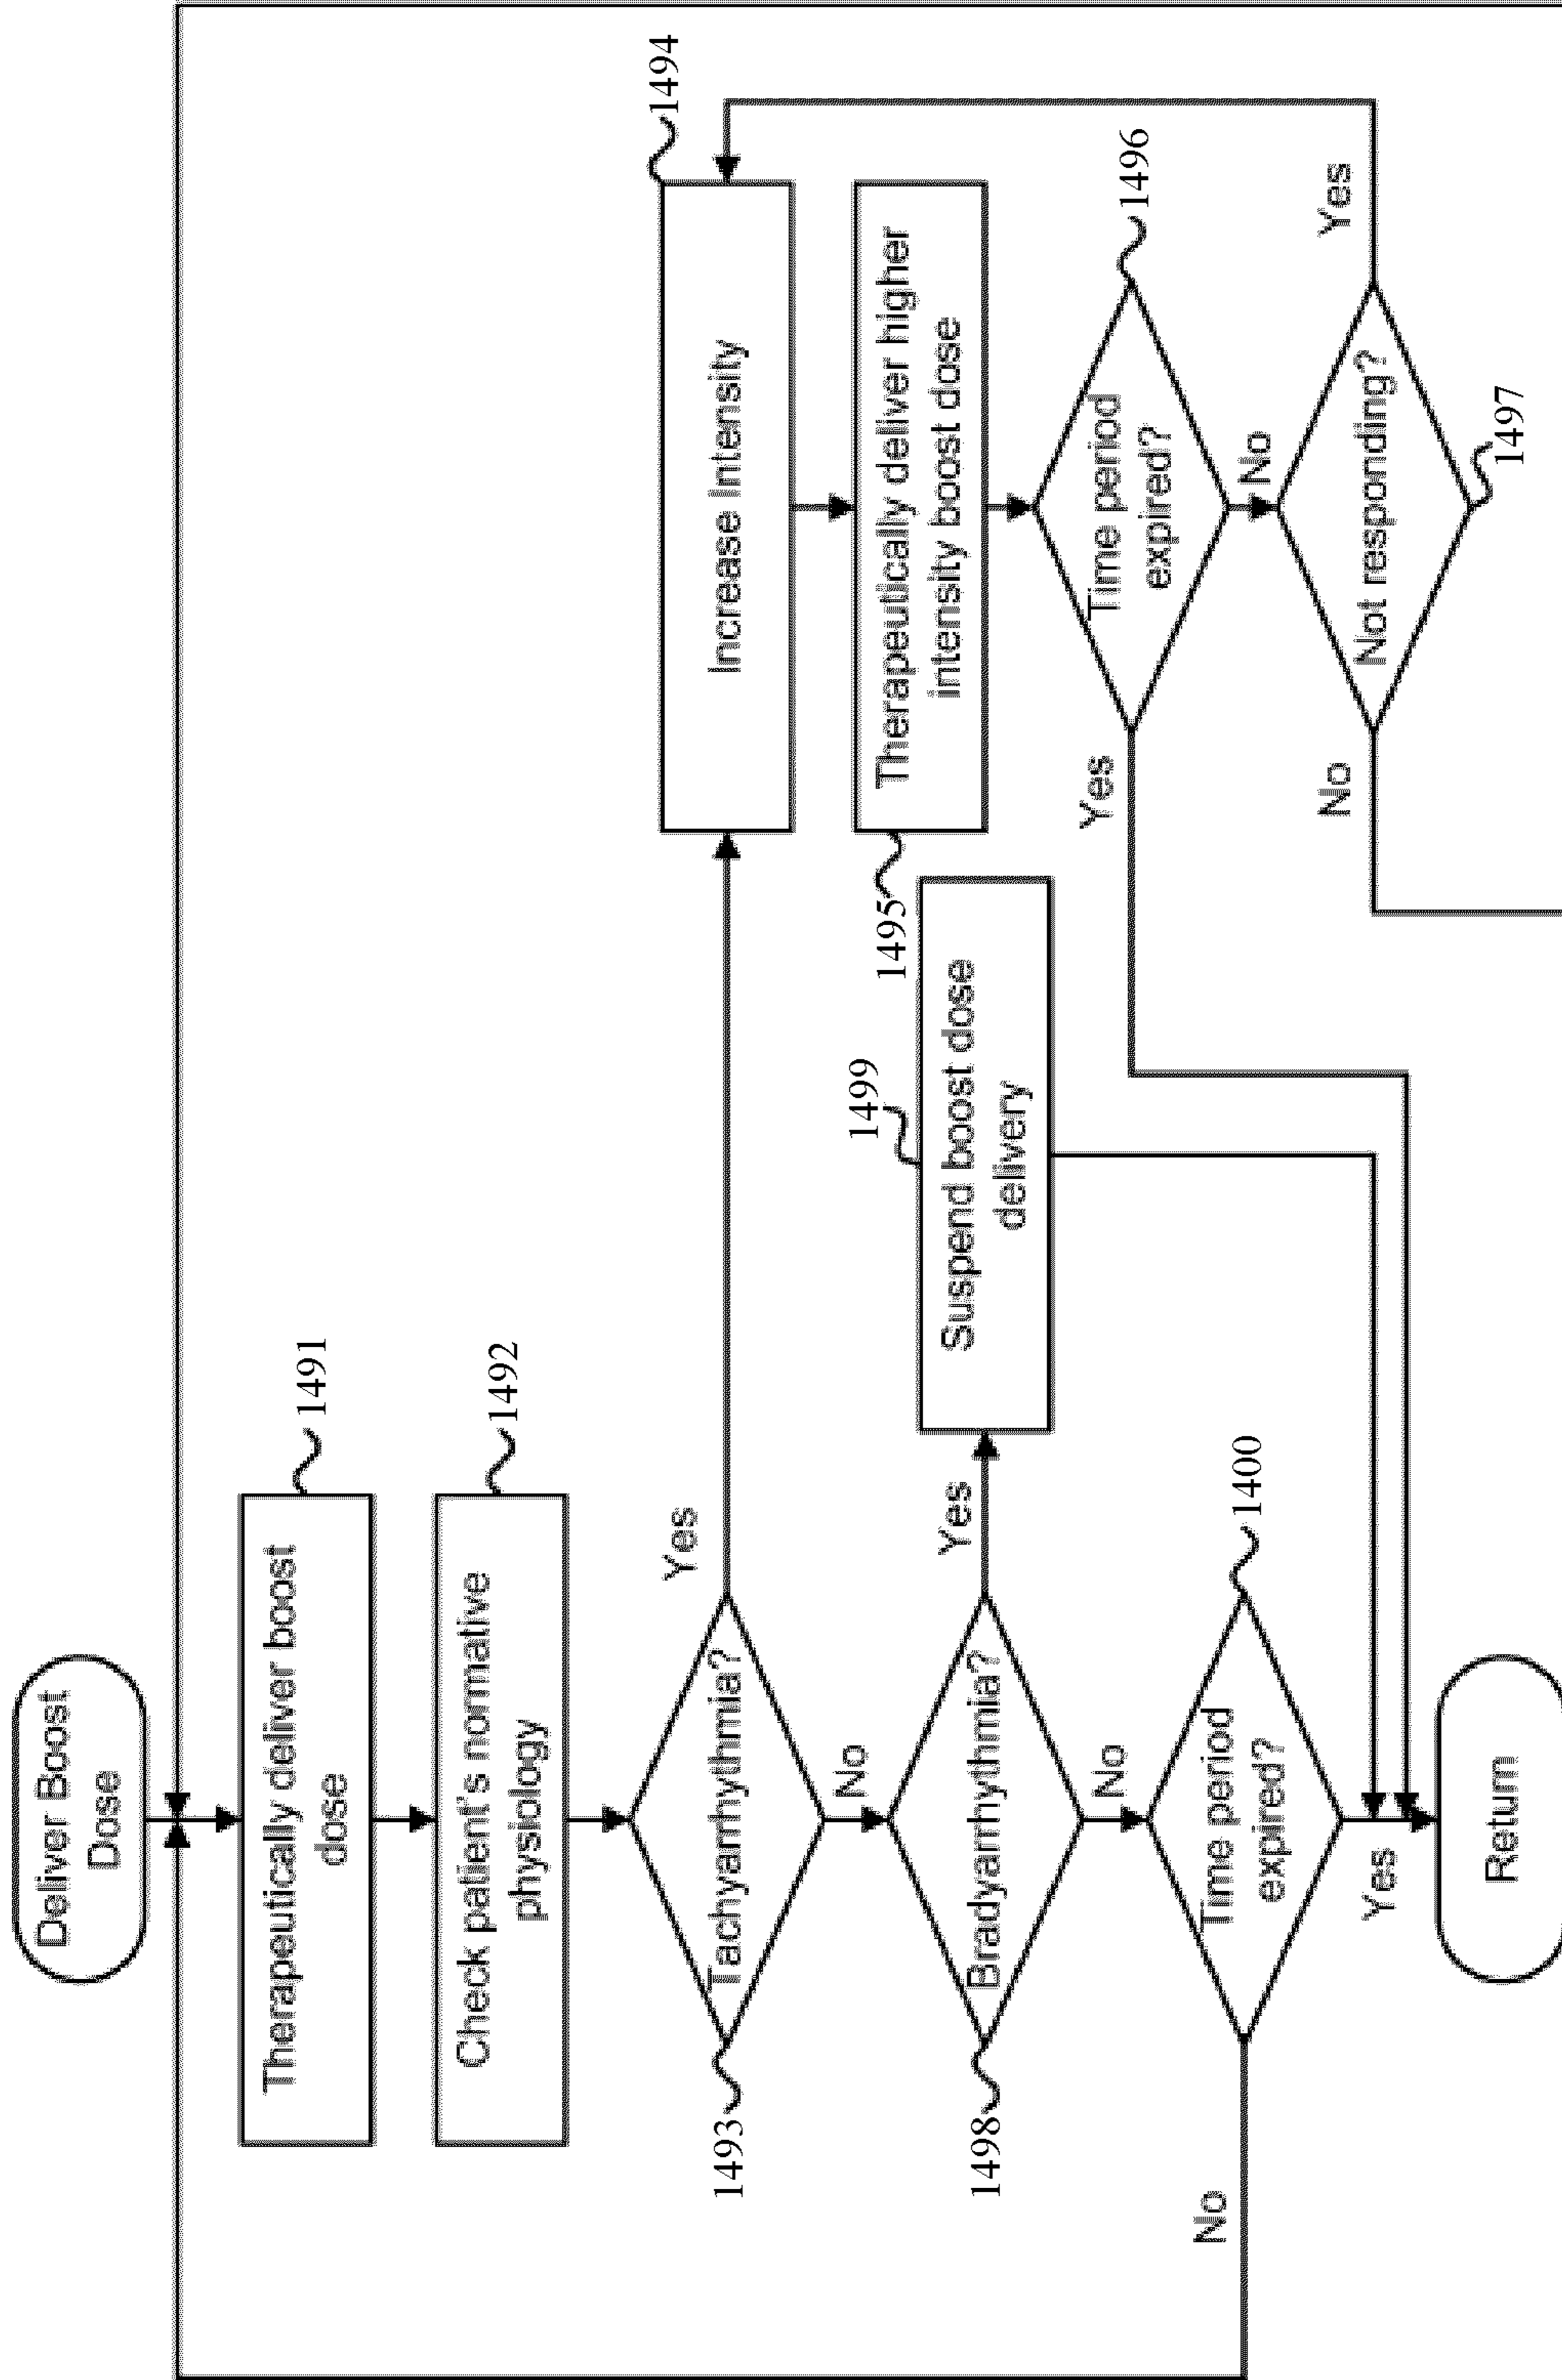 Deliver Boost
Dose
Therapeutically deliver boost
dose
1491
Check patient's normative
physiology
1492
Tachyarrhythmia?
1493
Yes
No
Increase Intensity
1494
Therapeutically deliver higher
intensity boost dose
1495
Time period
expired?
1496
Yes
No
Not responding?
1497
Yes
No
Bradyarrhythmia?
1498
Yes
No
Suspend boost dose
delivery
1499
Time period
expired?
1400
No
Yes
Return